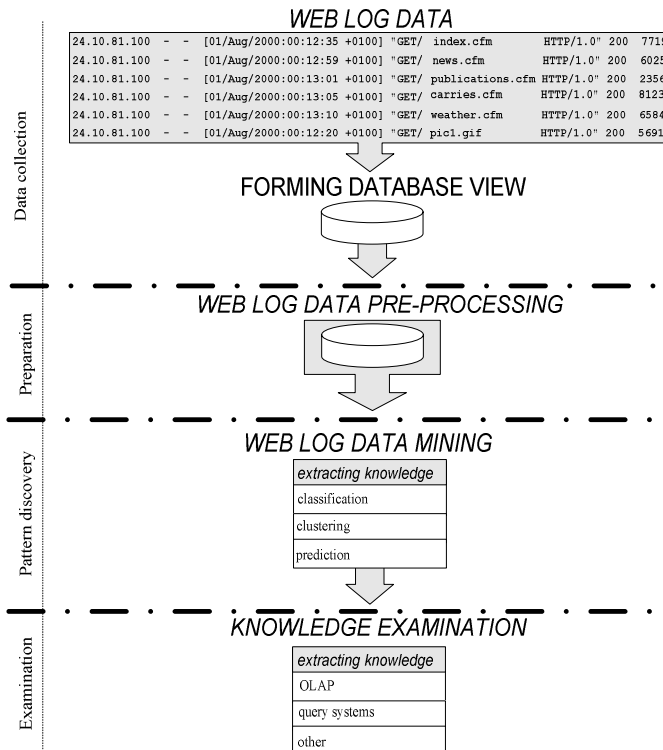 WEB LOG DATA
24.10.81.100 - - [01/Aug/2000:00:12:35 +0100] "GET/ index.cfm HTTP/1.0" 200 7719
24.10.81.100 - - [01/Aug/2000:00:12:59 +0100] "GET/ news.cfm HTTP/1.0" 200 6025
24.10.81.100 - - [01/Aug/2000:00:13:01 +0100] "GET/ publications.cfm HTTP/1.0" 200 2356
24.10.81.100 - - [01/Aug/2000:00:13:05 +0100] "GET/ carries.cfm HTTP/1.0" 200 8123
24.10.81.100 - - [01/Aug/2000:00:13:10 +0100] "GET/ weather.cfm HTTP/1.0" 200 6584
24.10.81.100 - - [01/Aug/2000:00:12:20 +0100] "GET/ pic1.gif HTTP/1.0" 200 5691
Data collection
FORMING DATABASE VIEW
WEB LOG DATA PRE-PROCESSING
Preparation
WEB LOG DATA MINING
Pattern discovery
extracting knowledge
classification
clustering
prediction
KNOWLEDGE EXAMINATION
Examination
extracting knowledge
OLAP
query systems
other